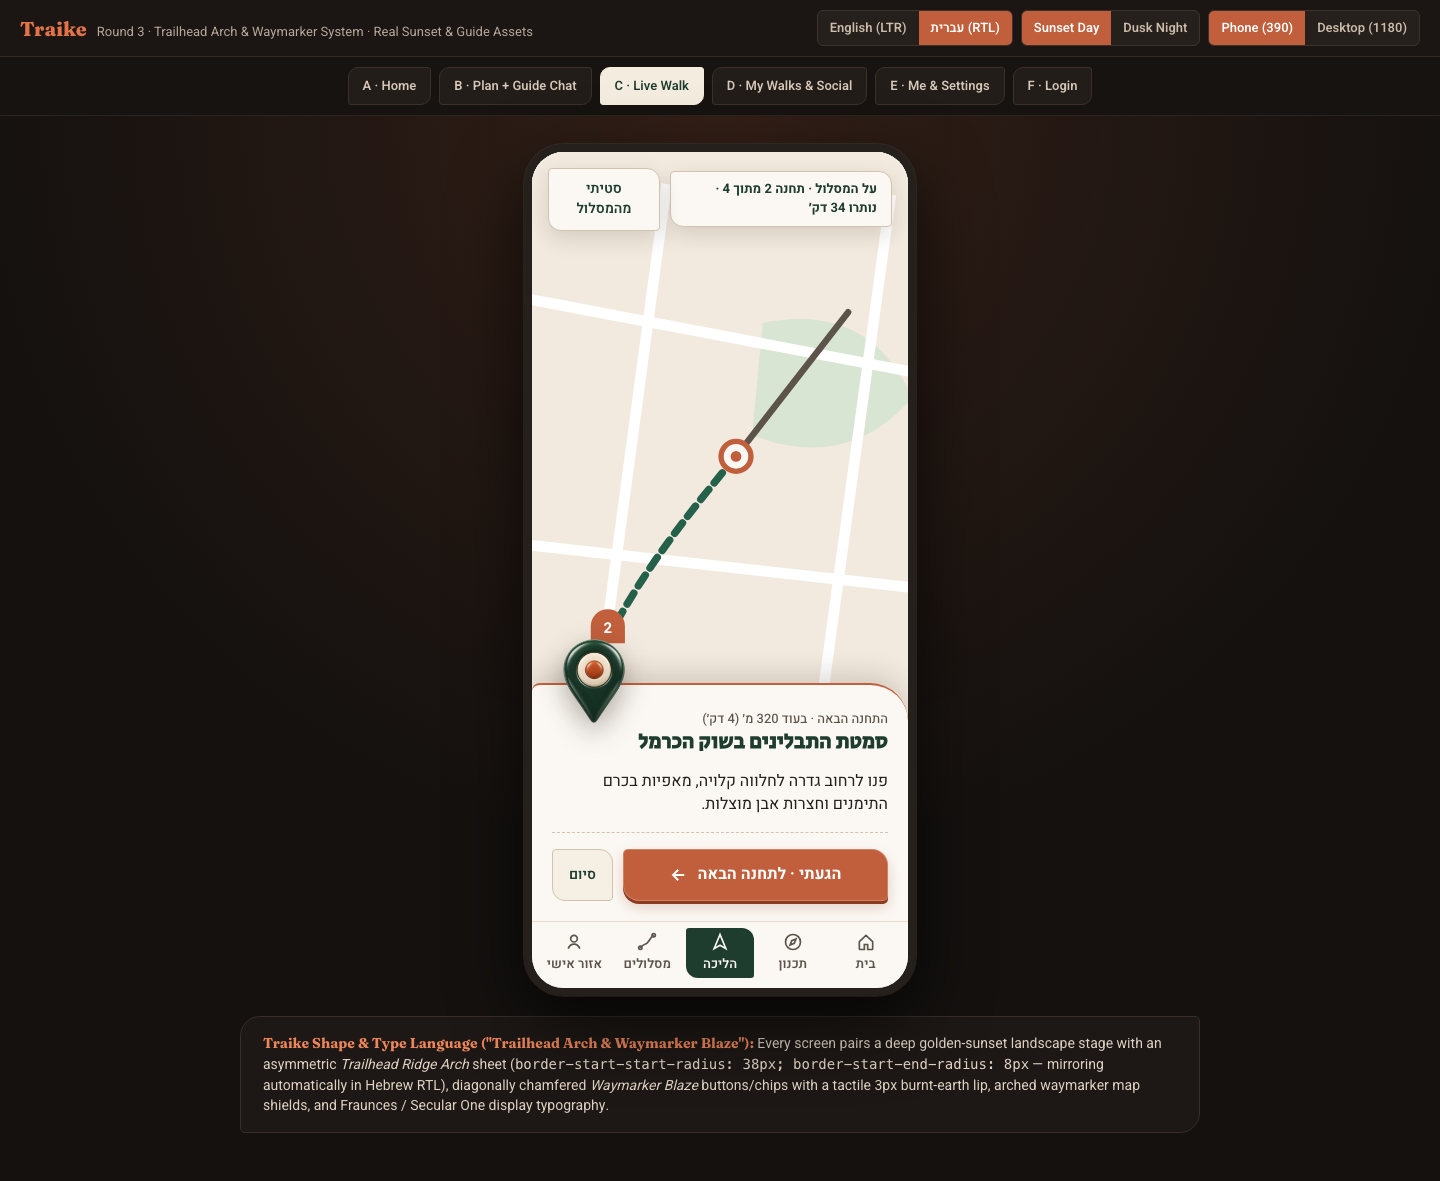 Traike Round 3 · Trailhead Arch & Waymarker System · Real Sunset & Guide Assets
English (LTR) עברית (RTL) Sunset Day Dusk Night Phone (390) Desktop (1180)
A · Home B · Plan + Guide Chat C · Live Walk D · My Walks & Social E · Me & Settings F · Login
על המסלול · תחנה 2 מתוך 4 ·
נותרו 34 דק׳
סטיתי
מהמסלול
2
התחנה הבאה · בעוד 320 מ׳ (4 דק׳)
סמטת התבלינים בשוק הכרמל
פנו לרחוב גדרה לחלווה קלויה, מאפיות בכרם
התימנים וחצרות אבן מוצלות.
הגעתי · לתחנה הבאה ←
סיום
בית תכנון הליכה מסלולים אזור אישי
Traike Shape & Type Language ("Trailhead Arch & Waymarker Blaze"): Every screen pairs a deep golden-sunset landscape stage with an
asymmetric Trailhead Ridge Arch sheet (border-start-start-radius: 38px; border-start-end-radius: 8px — mirroring
automatically in Hebrew RTL), diagonally chamfered Waymarker Blaze buttons/chips with a tactile 3px burnt-earth lip, arched waymarker map
shields, and Fraunces / Secular One display typography.